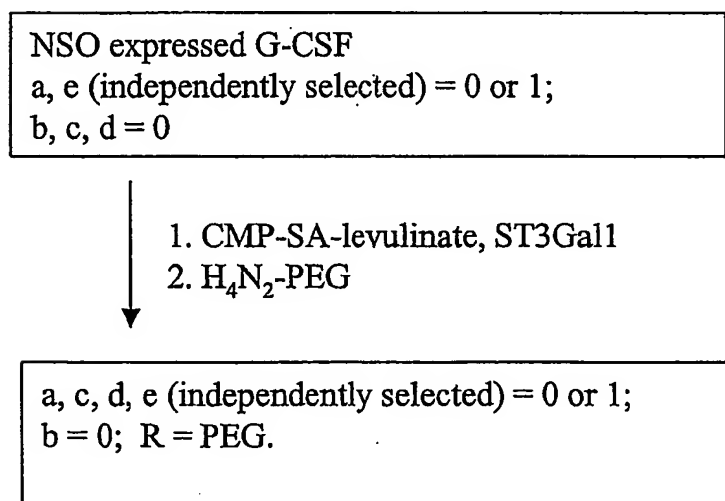 NSO expressed G-CSF
a, e (independently selected) = 0 or 1;
b, c, d = 0
1. CMP-SA-levulinate, ST3Gal1
2. H₄N₂-PEG
a, c, d, e (independently selected) = 0 or 1;
b = 0; R = PEG.